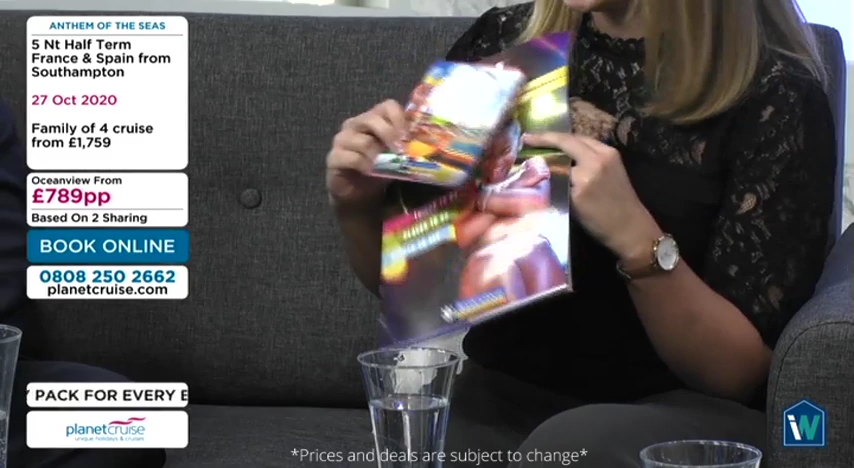 ANTHEM OF THE SEAS
5 Nt Half Term
France & Spain from
Southampton
27 Oct 2020
Family of 4 cruise
from £1,759
Oceanview From
£789pp
Based On 2 Sharing
BOOK ONLINE
0808 250 2662
planetcruise.com
PACK FOR EVERY
planetcruise
unique holidays & cruises
iW
*Prices and deals are subject to change*